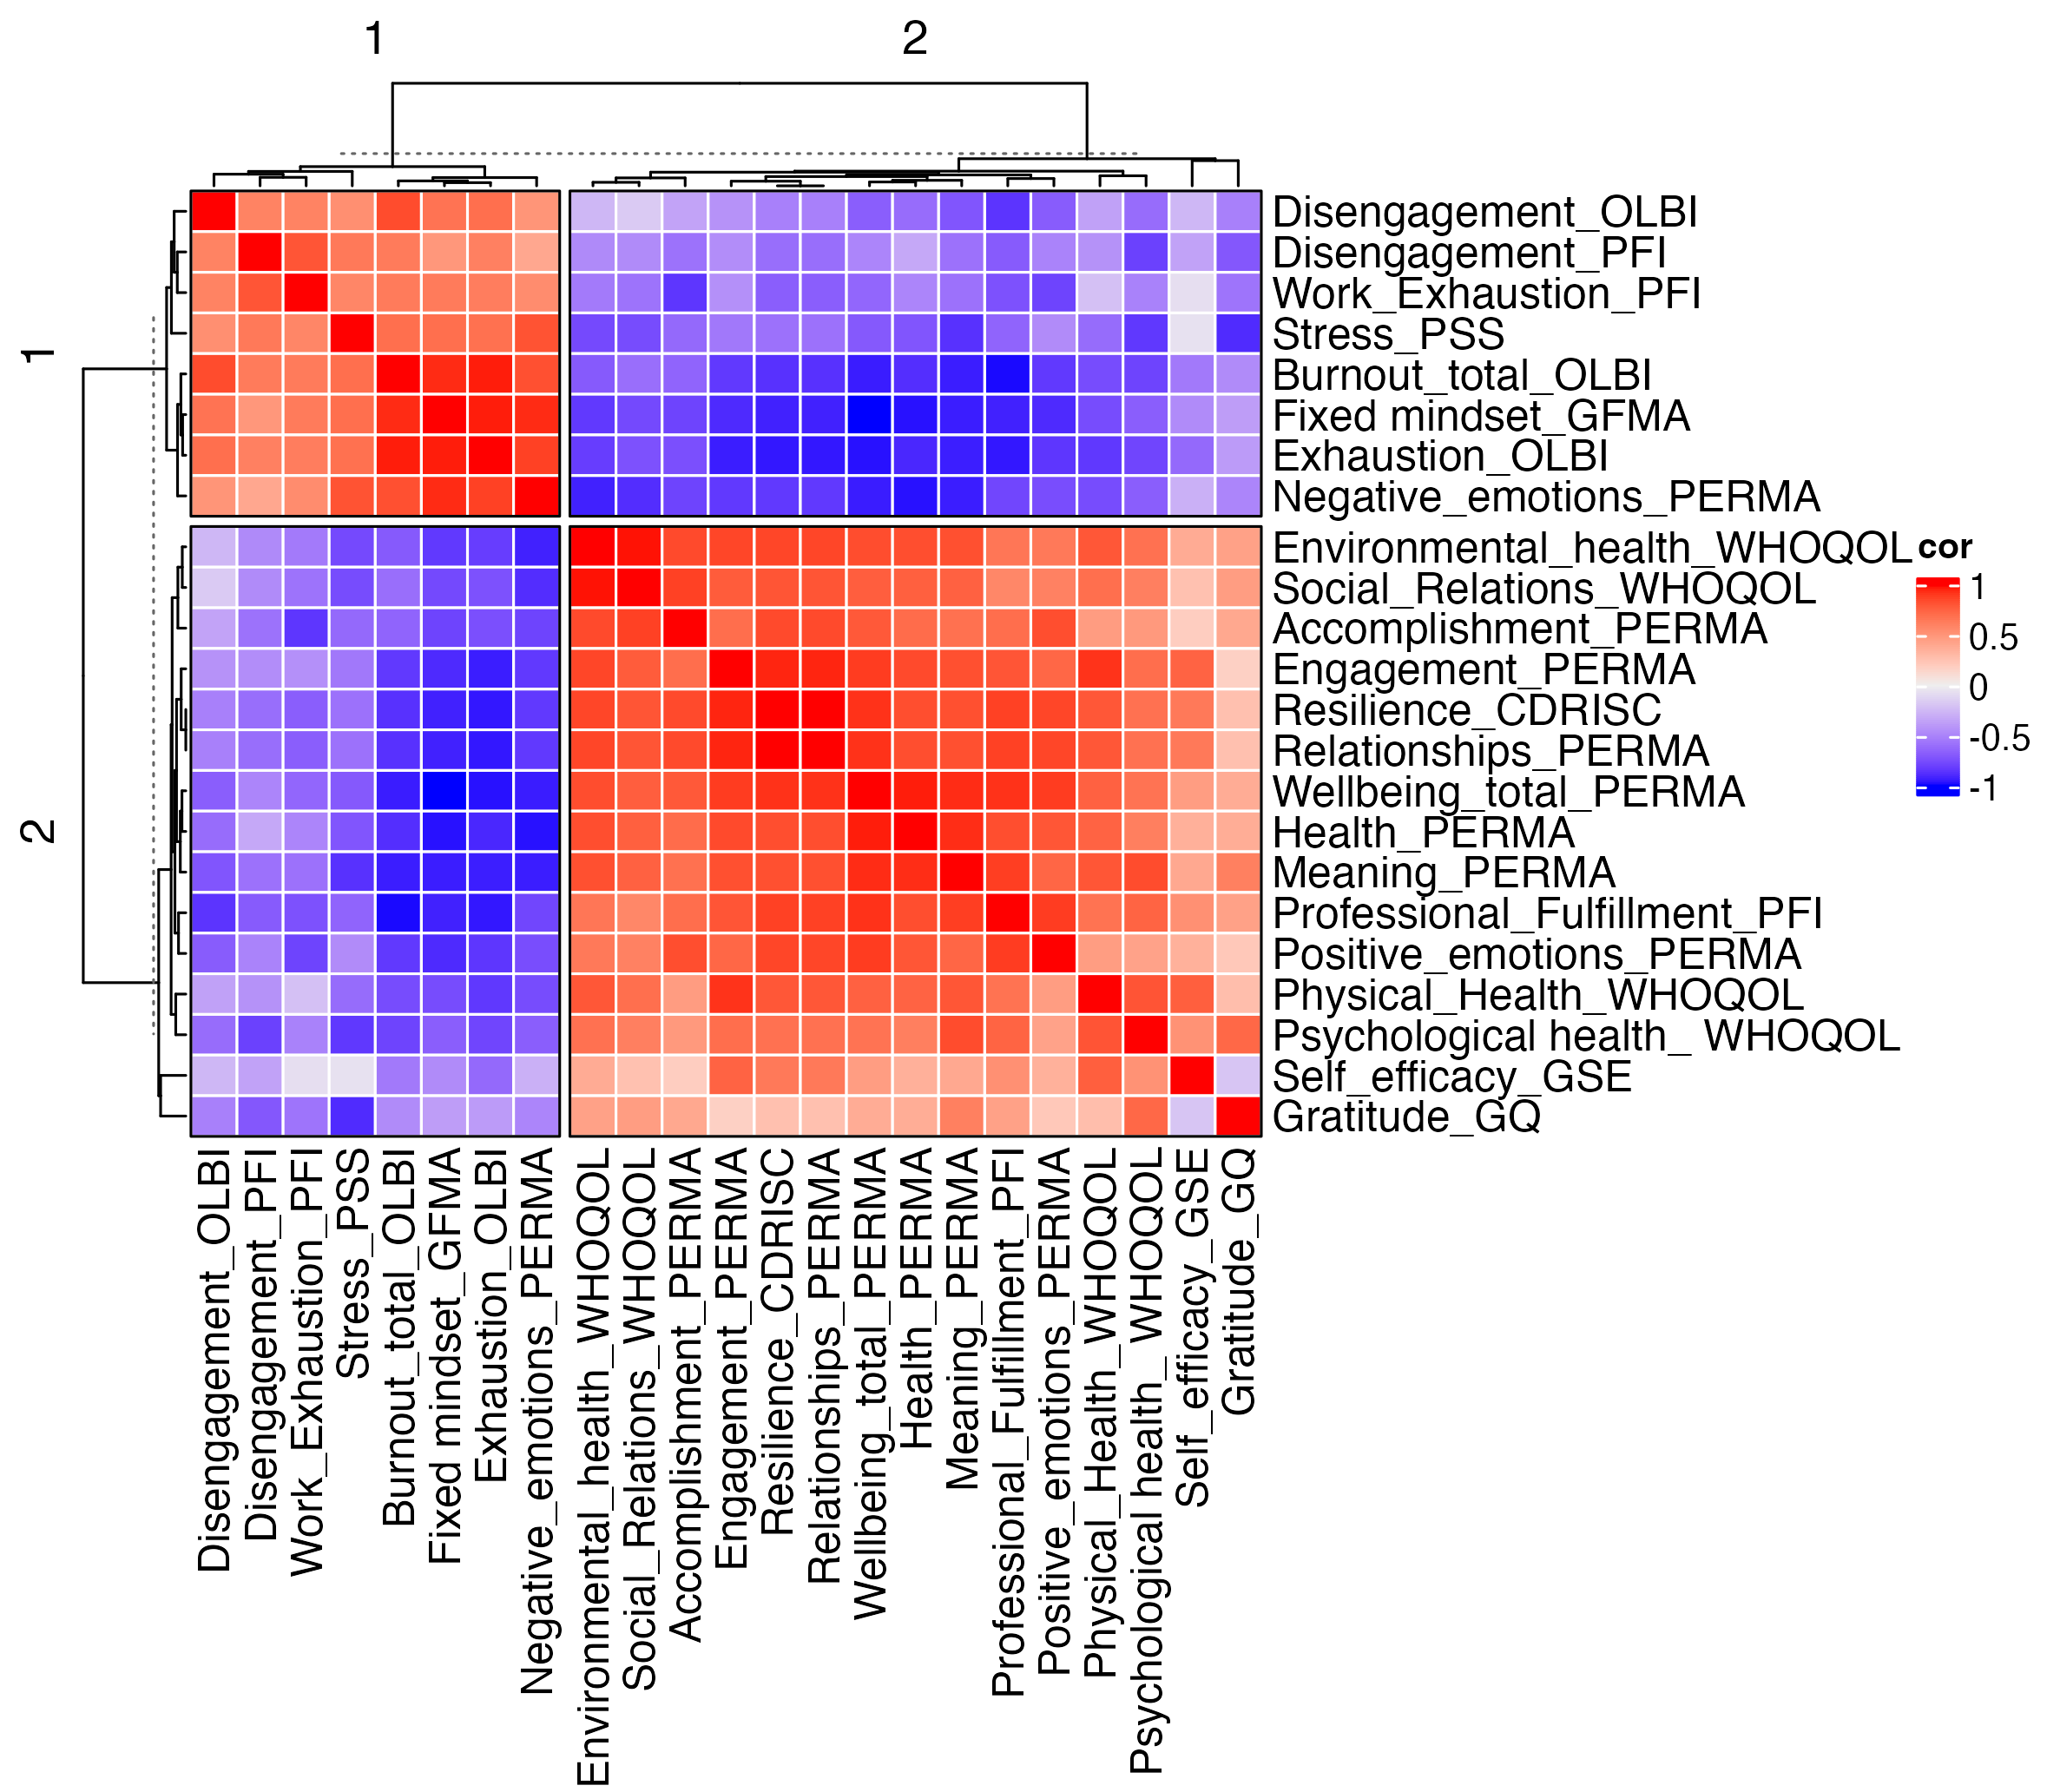 1
2
1
2
Disengagement_OLBI
Disengagement_PFI
Work_Exhaustion_PFI
Stress_PSS
Burnout_total_OLBI
Fixed mindset_GFMA
Exhaustion_OLBI
Negative_emotions_PERMA
Environmental_health_WHOQOL
Social_Relations_WHOQOL
Accomplishment_PERMA
Engagement_PERMA
Resilience_CDRISC
Relationships_PERMA
Wellbeing_total_PERMA
Health_PERMA
Meaning_PERMA
Professional_Fulfillment_PFI
Positive_emotions_PERMA
Physical_Health_WHOQOL
Psychological health_ WHOQOL
Self_efficacy_GSE
Gratitude_GQ
cor
1
0.5
0
-0.5
-1
Disengagement_OLBI
Disengagement_PFI
Work_Exhaustion_PFI
Stress_PSS
Burnout_total_OLBI
Fixed mindset_GFMA
Exhaustion_OLBI
Negative_emotions_PERMA
Environmental_health_WHOQOL
Social_Relations_WHOQOL
Accomplishment_PERMA
Engagement_PERMA
Resilience_CDRISC
Relationships_PERMA
Wellbeing_total_PERMA
Health_PERMA
Meaning_PERMA
Professional_Fulfillment_PFI
Positive_emotions_PERMA
Physical_Health_WHOQOL
Psychological health_ WHOQOL
Self_efficacy_GSE
Gratitude_GQ